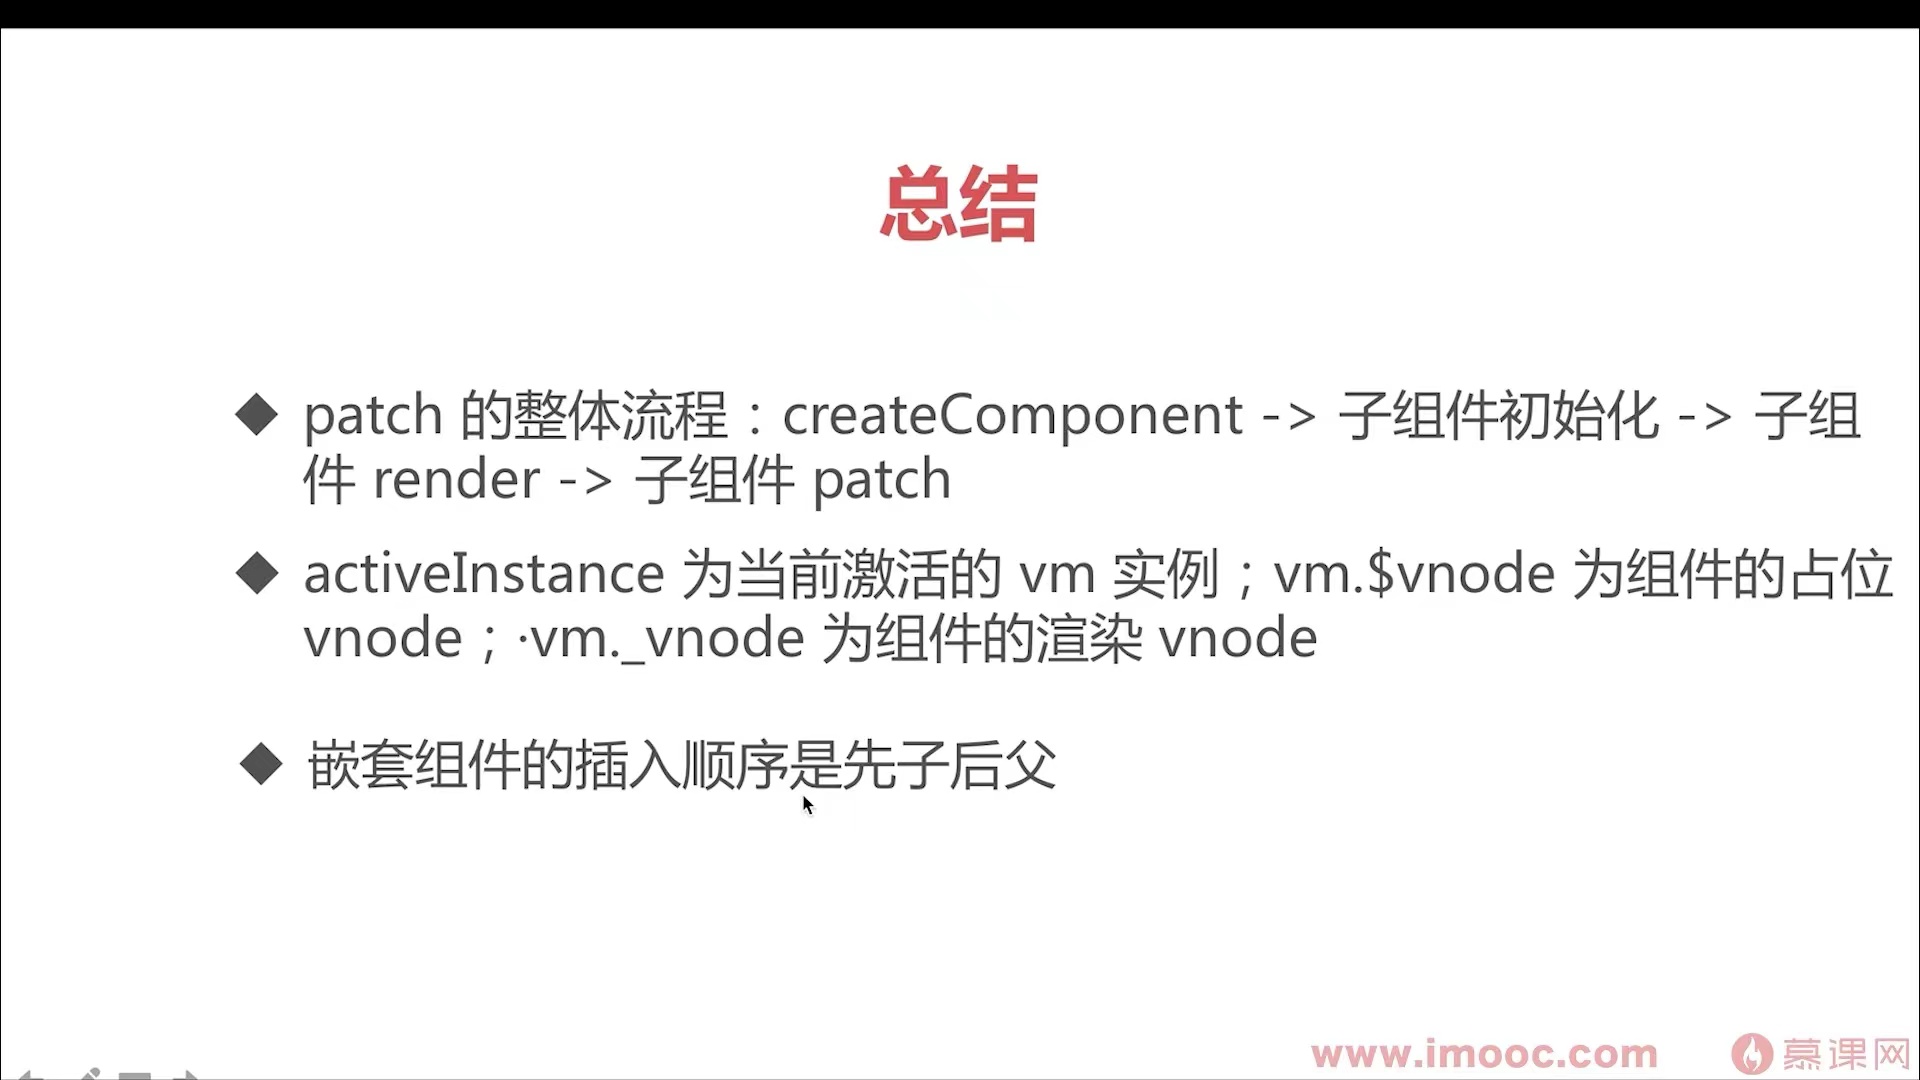 总结
◆ patch 的整体流程：createComponent -> 子组件初始化 -> 子组
件 render -> 子组件 patch
◆ activeInstance 为当前激活的 vm 实例；vm.$vnode 为组件的占位
vnode；·vm._vnode 为组件的渲染 vnode
◆ 嵌套组件的插入顺序是先子后父
www.imooc.com 慕课网